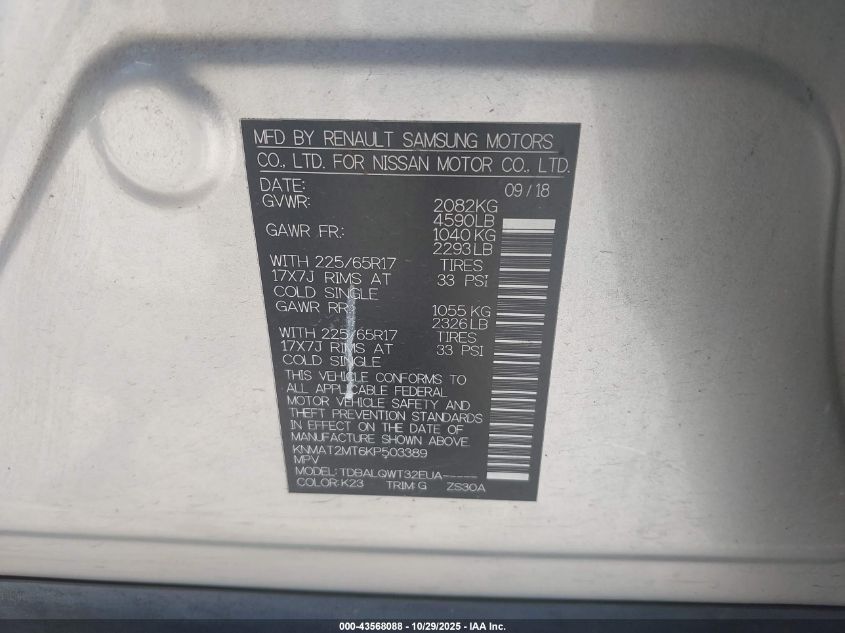 MFD BY RENAULT SAMSUNG MOTORS
CO., LTD. FOR NISSAN MOTOR CO., LTD.
DATE: 09/18
GVWR: 2082KG
4590LB
GAWR FR.: 1040KG
2293LB
WITH 225/65R17 TIRES
17X7J RIMS AT 33 PSI
COLD SINGLE
GAWR RR: 1055KG
2326LB
WITH 225/65R17 TIRES
17X7J RIMS AT 33 PSI
COLD SINGLE
THIS VEHICLE CONFORMS TO
ALL APPLICABLE FEDERAL
MOTOR VEHICLE SAFETY AND
THEFT PREVENTION STANDARDS
IN EFFECT ON THE DATE OF
MANUFACTURE SHOWN ABOVE
KNMAT2MT6KP503389
MPV
MODEL: TDBALQWT32EUA-----
COLOR: K23 TRIM: G ZS30A
000-43568088 - 10/29/2025 - IAA Inc.